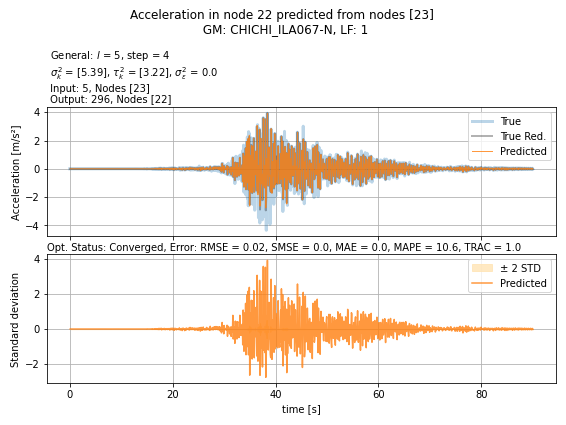 Acceleration in node 22 predicted from nodes [23]
GM: CHICHI_ILA067-N, LF: 1
General: l = 5, step = 4
σ²ₖ = [5.39], τ²ₖ = [3.22], σ²ε = 0.0
Input: 5, Nodes [23]
Output: 296, Nodes [22]
Acceleration [m/s²]
4
2
0
−2
−4
True
True Red.
Predicted
Opt. Status: Converged, Error: RMSE = 0.02, SMSE = 0.0, MAE = 0.0, MAPE = 10.6, TRAC = 1.0
Standard deviation
4
2
0
−2
± 2 STD
Predicted
0 20 40 60 80
time [s]